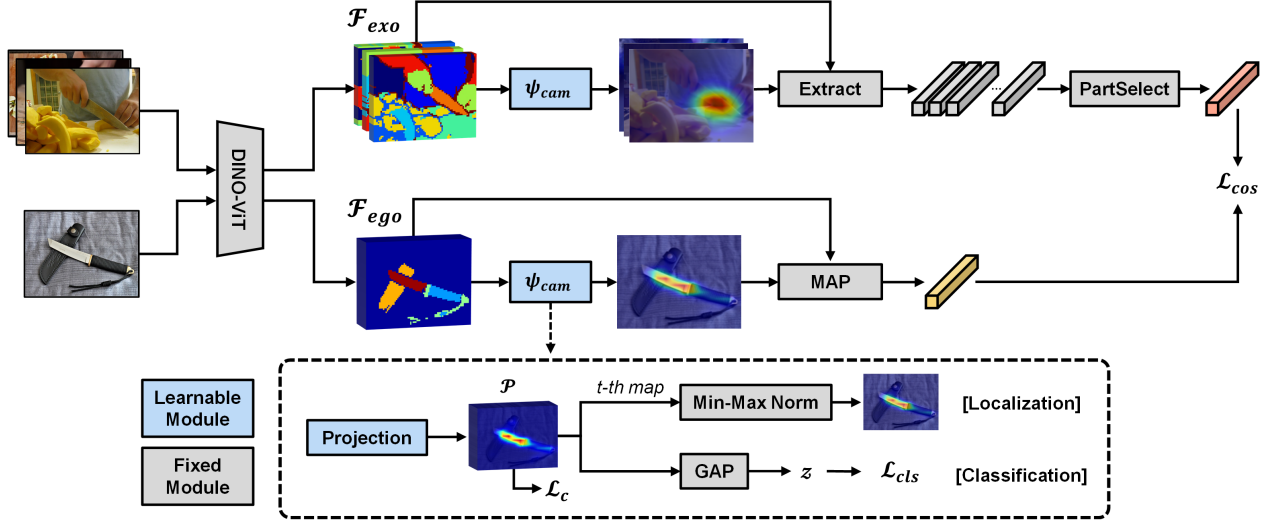 𝓕exo
ψcam
Extract
...
PartSelect
DINO-ViT
𝓛cos
𝓕ego
ψcam
MAP
Learnable
Module
Fixed
Module
𝓟
t-th map
Projection
Min-Max Norm
[Localization]
GAP
z
𝓛cls
[Classification]
𝓛c